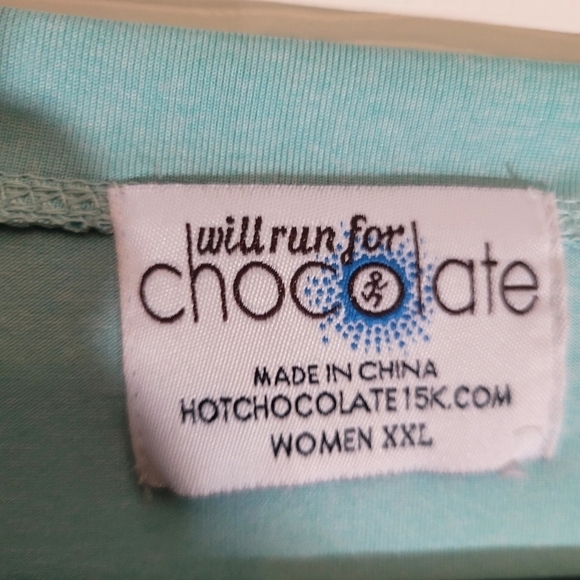 will run for
chocolate
MADE IN CHINA
HOTCHOCOLATE15K.COM
WOMEN XXL